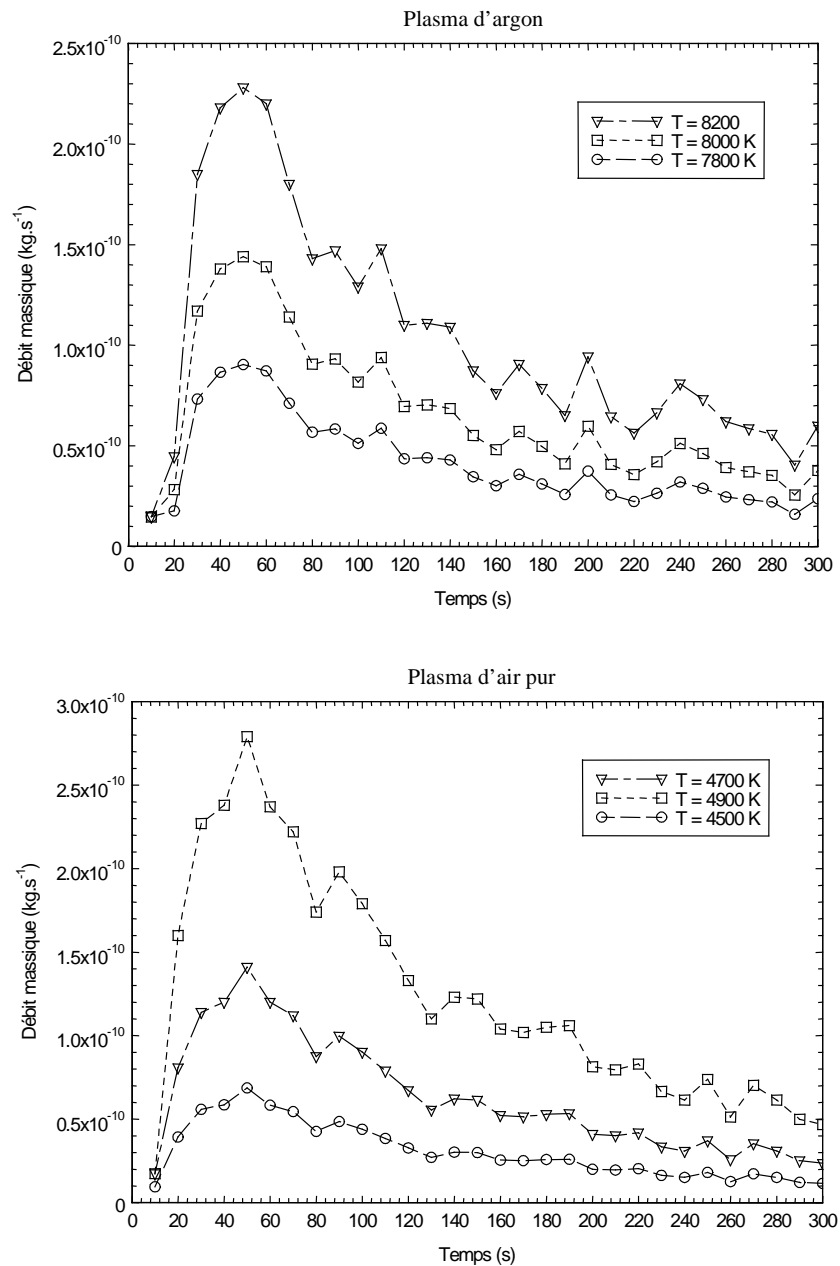 Plasma d'argon
2.5x10-10
2.0x10-10
1.5x10-10
1.0x10-10
0.5x10-10
0
Débit massique (kg.s-1)
T = 8200
T = 8000 K
T = 7800 K
0 20 40 60 80 100 120 140 160 180 200 220 240 260 280 300
Temps (s)
Plasma d'air pur
3.0x10-10
2.5x10-10
2.0x10-10
1.5x10-10
1.0x10-10
0.5x10-10
0
Débit massique (kg.s-1)
T = 4700 K
T = 4900 K
T = 4500 K
0 20 40 60 80 100 120 140 160 180 200 220 240 260 280 300
Temps (s)